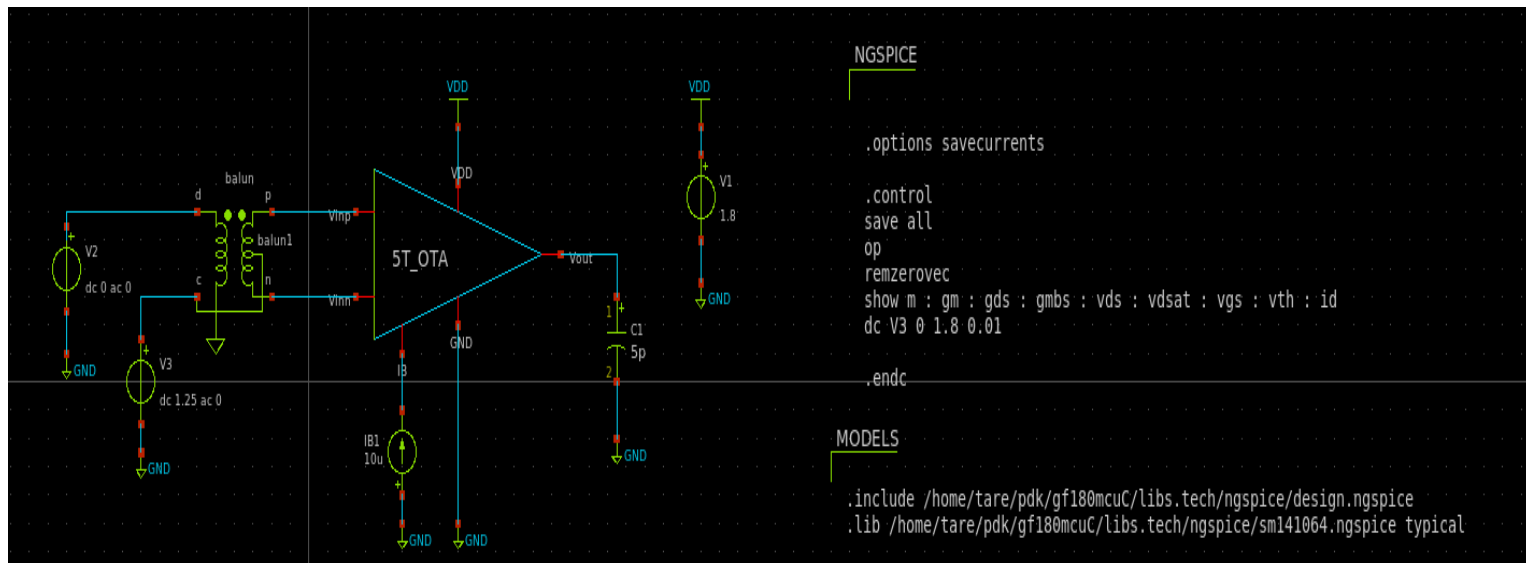 NGSPICE
.options savecurrents
.control
save all
op
remzerovec
show m : gm : gds : gmbs : vds : vdsat : vgs : vth : id
dc V3 0 1.8 0.01
.endc
MODELS
.include /home/tare/pdk/gf180mcuC/libs.tech/ngspice/design.ngspice
.lib /home/tare/pdk/gf180mcuC/libs.tech/ngspice/sm141064.ngspice typical
VDD
VDD
VDD
balun
d
p
balun1
c
n
V2
dc 0 ac 0
GND
V3
dc 1.25 ac 0
GND
Vinp
Vinn
5T_OTA
Vout
GND
IB
IB1
10u
GND
GND
1
C1
5p
2
GND
V1
1.8
GND